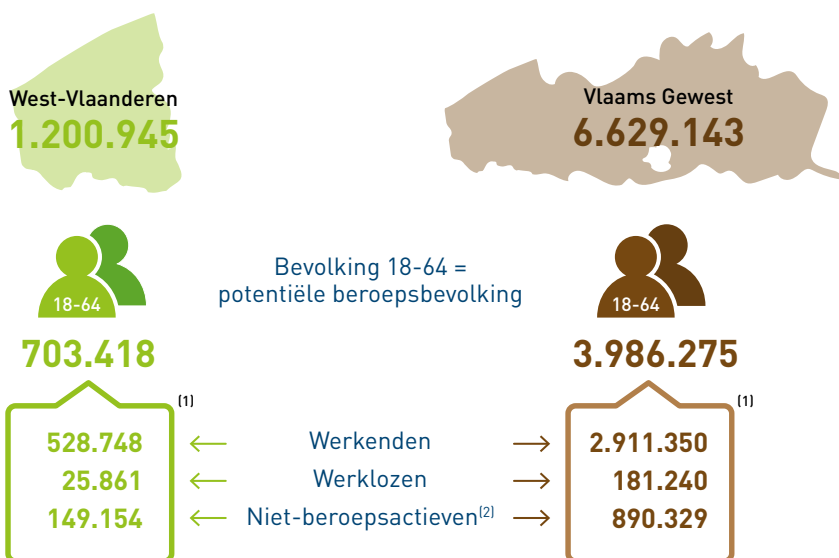 West-Vlaanderen
1.200.945
Vlaams Gewest
6.629.143
18-64
Bevolking 18-64 =
potentiële beroepsbevolking
18-64
703.418
3.986.275
(1)
(1)
528.748 ← Werkenden → 2.911.350
25.861 ← Werklozen → 181.240
149.154 ← Niet-beroepsactieven(2) → 890.329